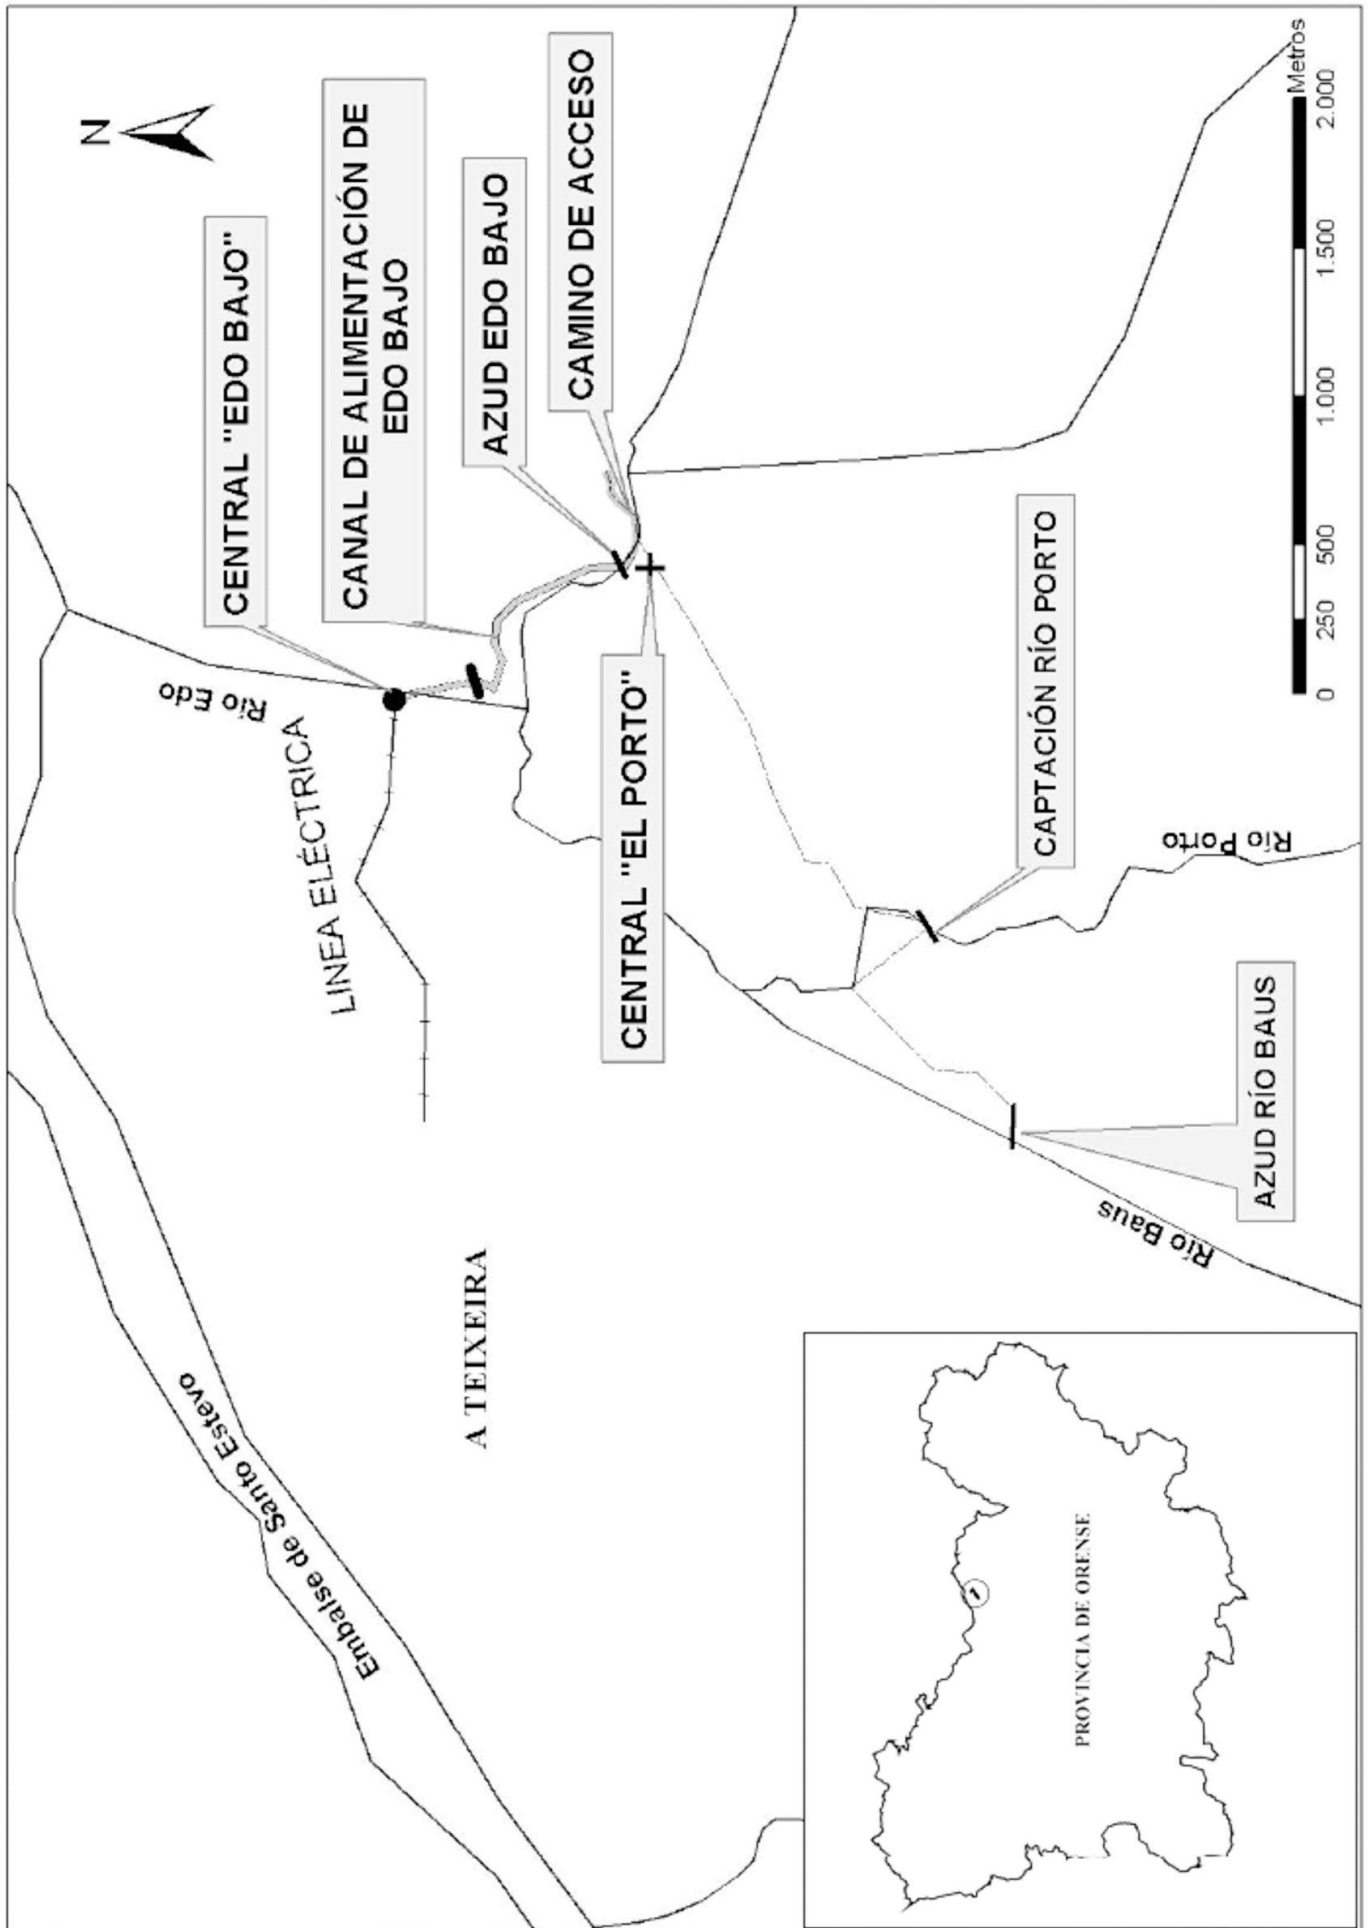 N
CENTRAL "EDO BAJO"
CANAL DE ALIMENTACIÓN DE
EDO BAJO
AZUD EDO BAJO
CAMINO DE ACCESO
Río Edo
LINEA ELÉCTRICA
CENTRAL "EL PORTO"
CAPTACIÓN RÍO PORTO
Río Porto
AZUD RÍO BAUS
Río Baus
Embalse de Santo Estevo
A TEIXEIRA
PROVINCIA DE ORENSE
1
Metros
0 250 500 1.000 1.500 2.000